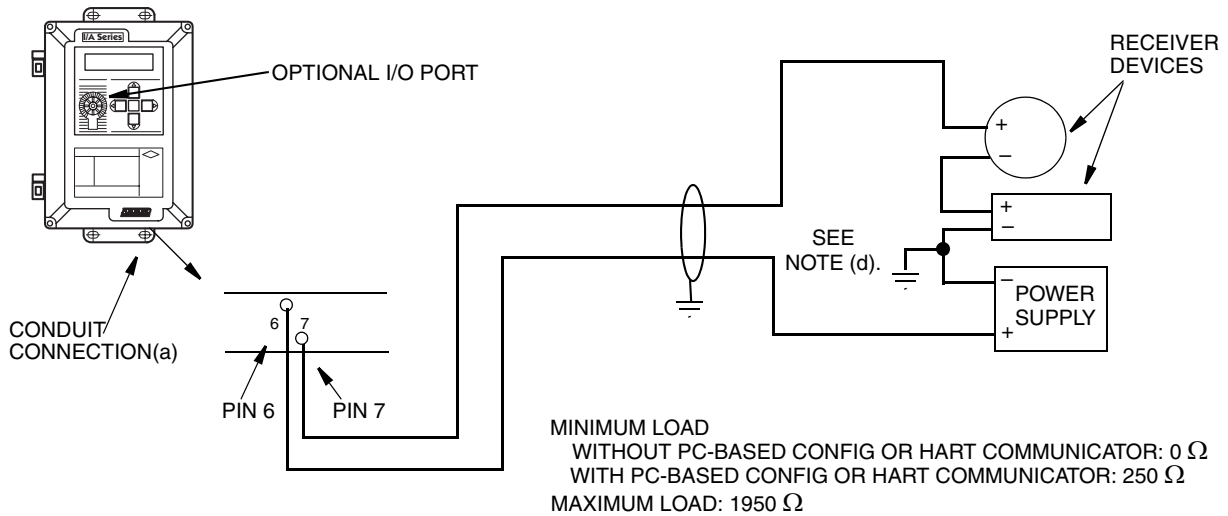 I/A Series
OPTIONAL I/O PORT
RECEIVER
DEVICES
+
−
+
−
SEE
NOTE (d).
−
POWER
SUPPLY
+
CONDUIT
CONNECTION(a)
6 7
PIN 6
PIN 7
MINIMUM LOAD
WITHOUT PC-BASED CONFIG OR HART COMMUNICATOR: 0 Ω
WITH PC-BASED CONFIG OR HART COMMUNICATOR: 250 Ω
MAXIMUM LOAD: 1950 Ω